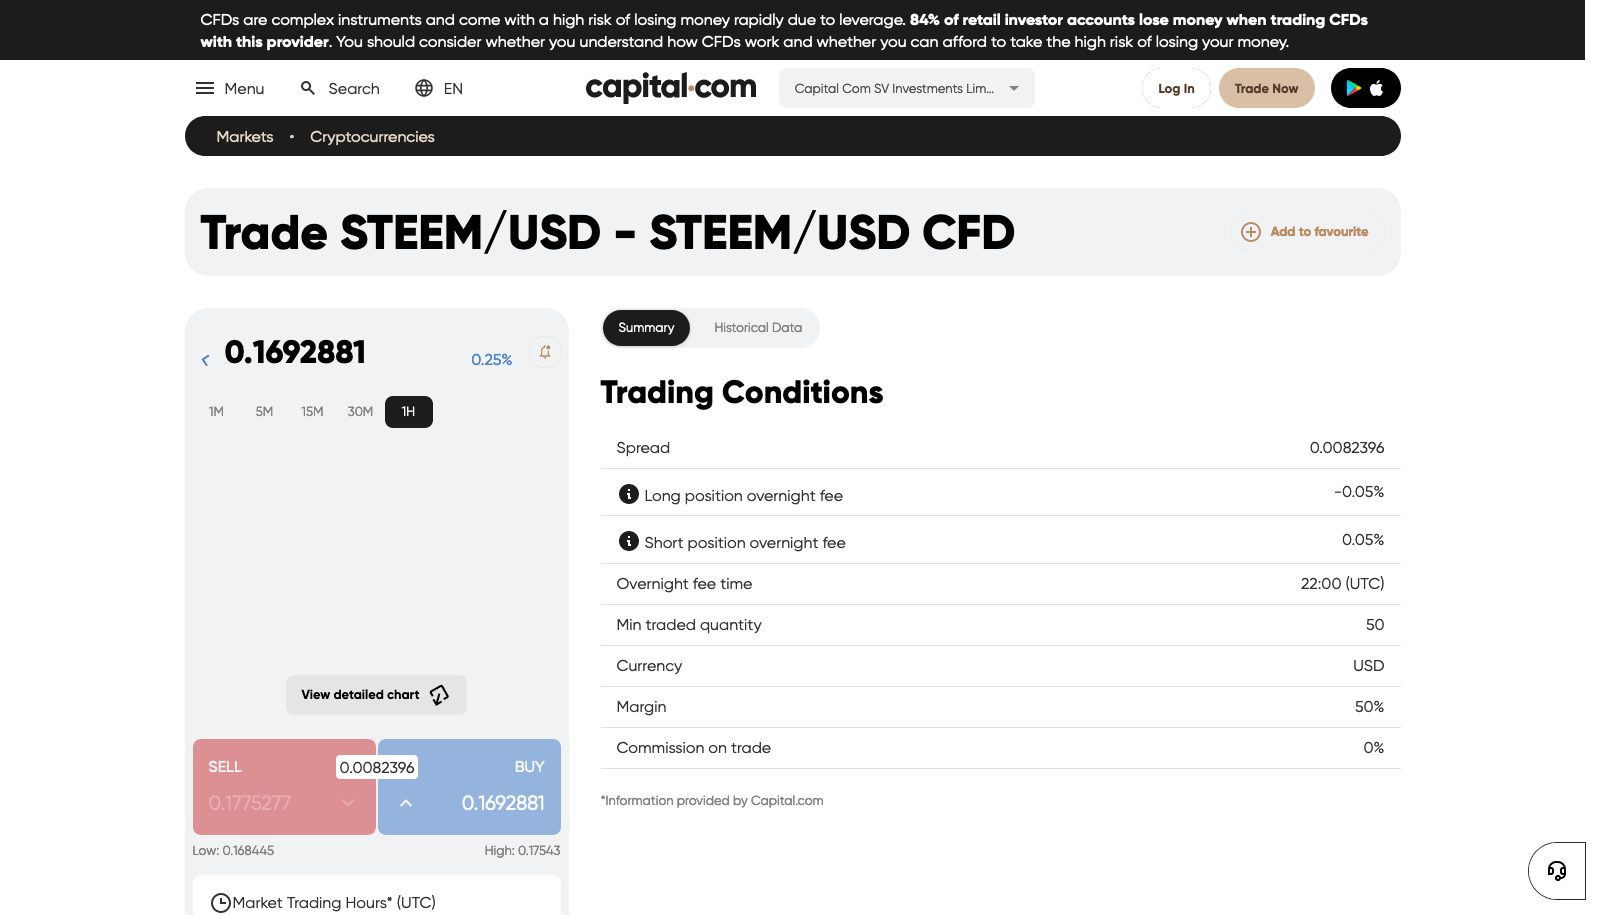 CFDs are complex instruments and come with a high risk of losing money rapidly due to leverage. 84% of retail investor accounts lose money when trading CFDs
with this provider. You should consider whether you understand how CFDs work and whether you can afford to take the high risk of losing your money.
Menu
Search
EN
capital.com
Capital Com SV Investments Lim...
Log In
Trade Now
Markets • Cryptocurrencies
Trade STEEM/USD - STEEM/USD CFD
Add to favourite
0.1692881
0.25%
1M 5M 15M 30M 1H
View detailed chart
SELL
0.0082396
BUY
0.1775277
0.1692881
Low: 0.168445
High: 0.17543
Market Trading Hours* (UTC)
Summary
Historical Data
Trading Conditions
Spread 0.0082396
Long position overnight fee -0.05%
Short position overnight fee 0.05%
Overnight fee time 22:00 (UTC)
Min traded quantity 50
Currency USD
Margin 50%
Commission on trade 0%
*Information provided by Capital.com